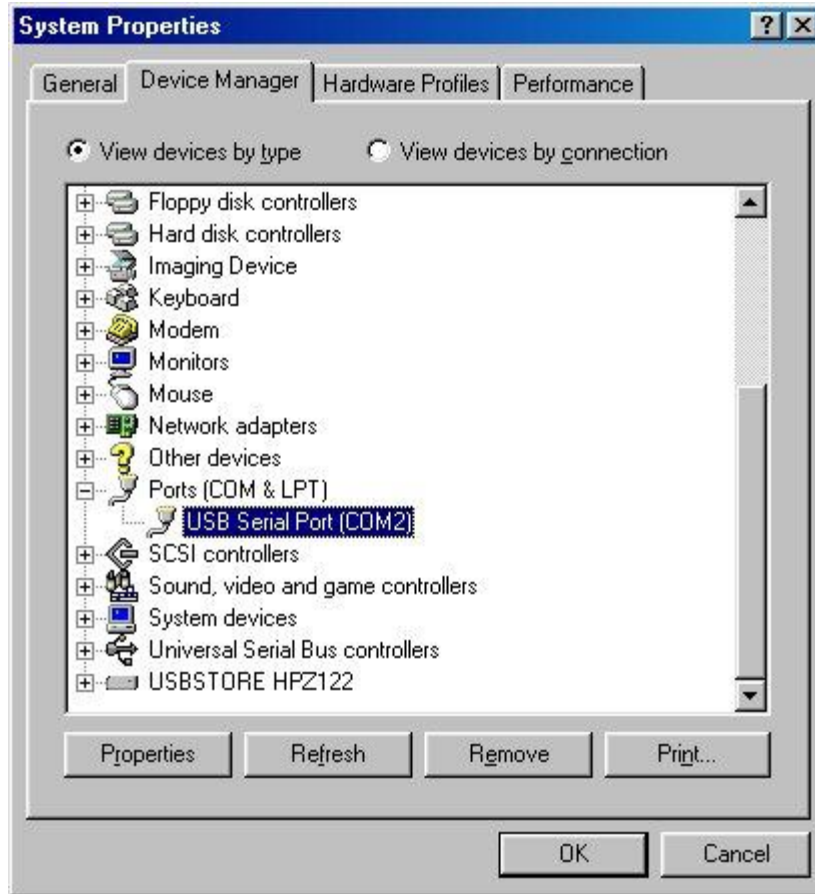 System Properties
General Device Manager Hardware Profiles Performance
View devices by type View devices by connection
Floppy disk controllers
Hard disk controllers
Imaging Device
Keyboard
Modem
Monitors
Mouse
Network adapters
Other devices
Ports (COM & LPT)
USB Serial Port (COM2)
SCSI controllers
Sound, video and game controllers
System devices
Universal Serial Bus controllers
USBSTORE HPZ122
Properties Refresh Remove Print...
OK Cancel